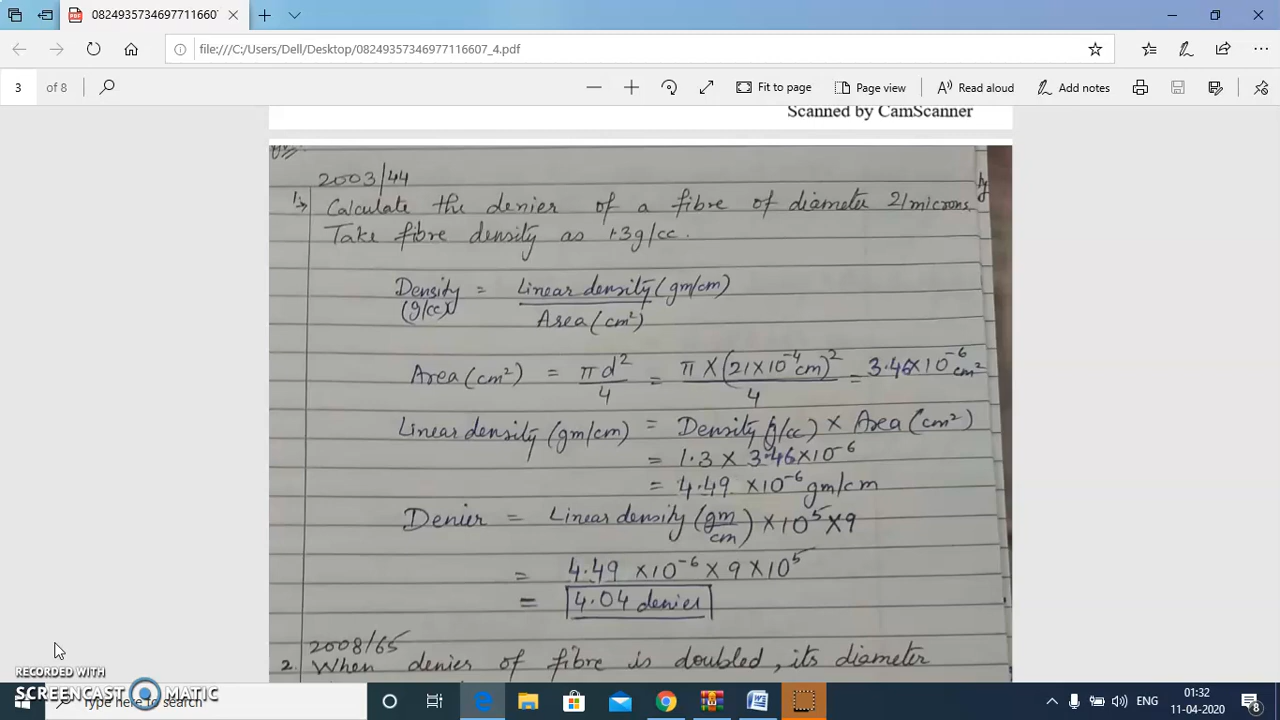 08249357346977116607
file:///C:/Users/Dell/Desktop/08249357346977116607_4.pdf
3 of 8 Fit to page Page view Read aloud Add notes
Scanned by CamScanner
2003/44
1. Calculate the denier of a fibre of diameter 21 microns.
Take fibre density as 1.3g/cc.
Density = Linear density (gm/cm)
(g/cc) Area (cm²)
Area (cm²) = πd²/4 = π × (21×10⁻⁴cm)²/4 = 3.46×10⁻⁶ cm²
Linear density (gm/cm) = Density (g/cc) × Area (cm²)
= 1.3 × 3.46×10⁻⁶
= 4.49 ×10⁻⁶ gm/cm
Denier = Linear density (gm/cm) ×10⁵×9
= 4.49 ×10⁻⁶ × 9 ×10⁵
= 4.04 denier
2008/65
2. When denier of fibre is doubled, its diameter
RECORDED WITH
SCREENCAST MATIC
Type here to search
ENG
01:32
11-04-2020
8